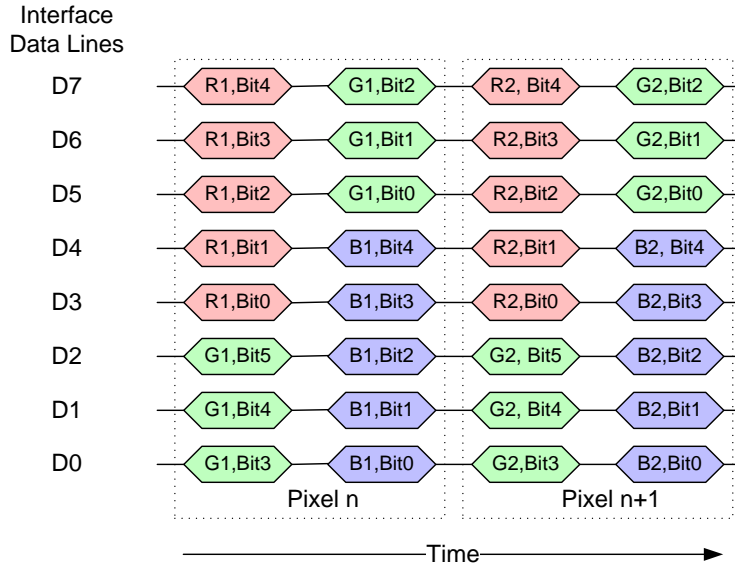 Interface
Data Lines
D7 R1,Bit4 G1,Bit2 R2, Bit4 G2,Bit2
D6 R1,Bit3 G1,Bit1 R2,Bit3 G2,Bit1
D5 R1,Bit2 G1,Bit0 R2,Bit2 G2,Bit0
D4 R1,Bit1 B1,Bit4 R2,Bit1 B2, Bit4
D3 R1,Bit0 B1,Bit3 R2,Bit0 B2,Bit3
D2 G1,Bit5 B1,Bit2 G2, Bit5 B2,Bit2
D1 G1,Bit4 B1,Bit1 G2, Bit4 B2,Bit1
D0 G1,Bit3 B1,Bit0 G2,Bit3 B2,Bit0
Pixel n Pixel n+1
Time